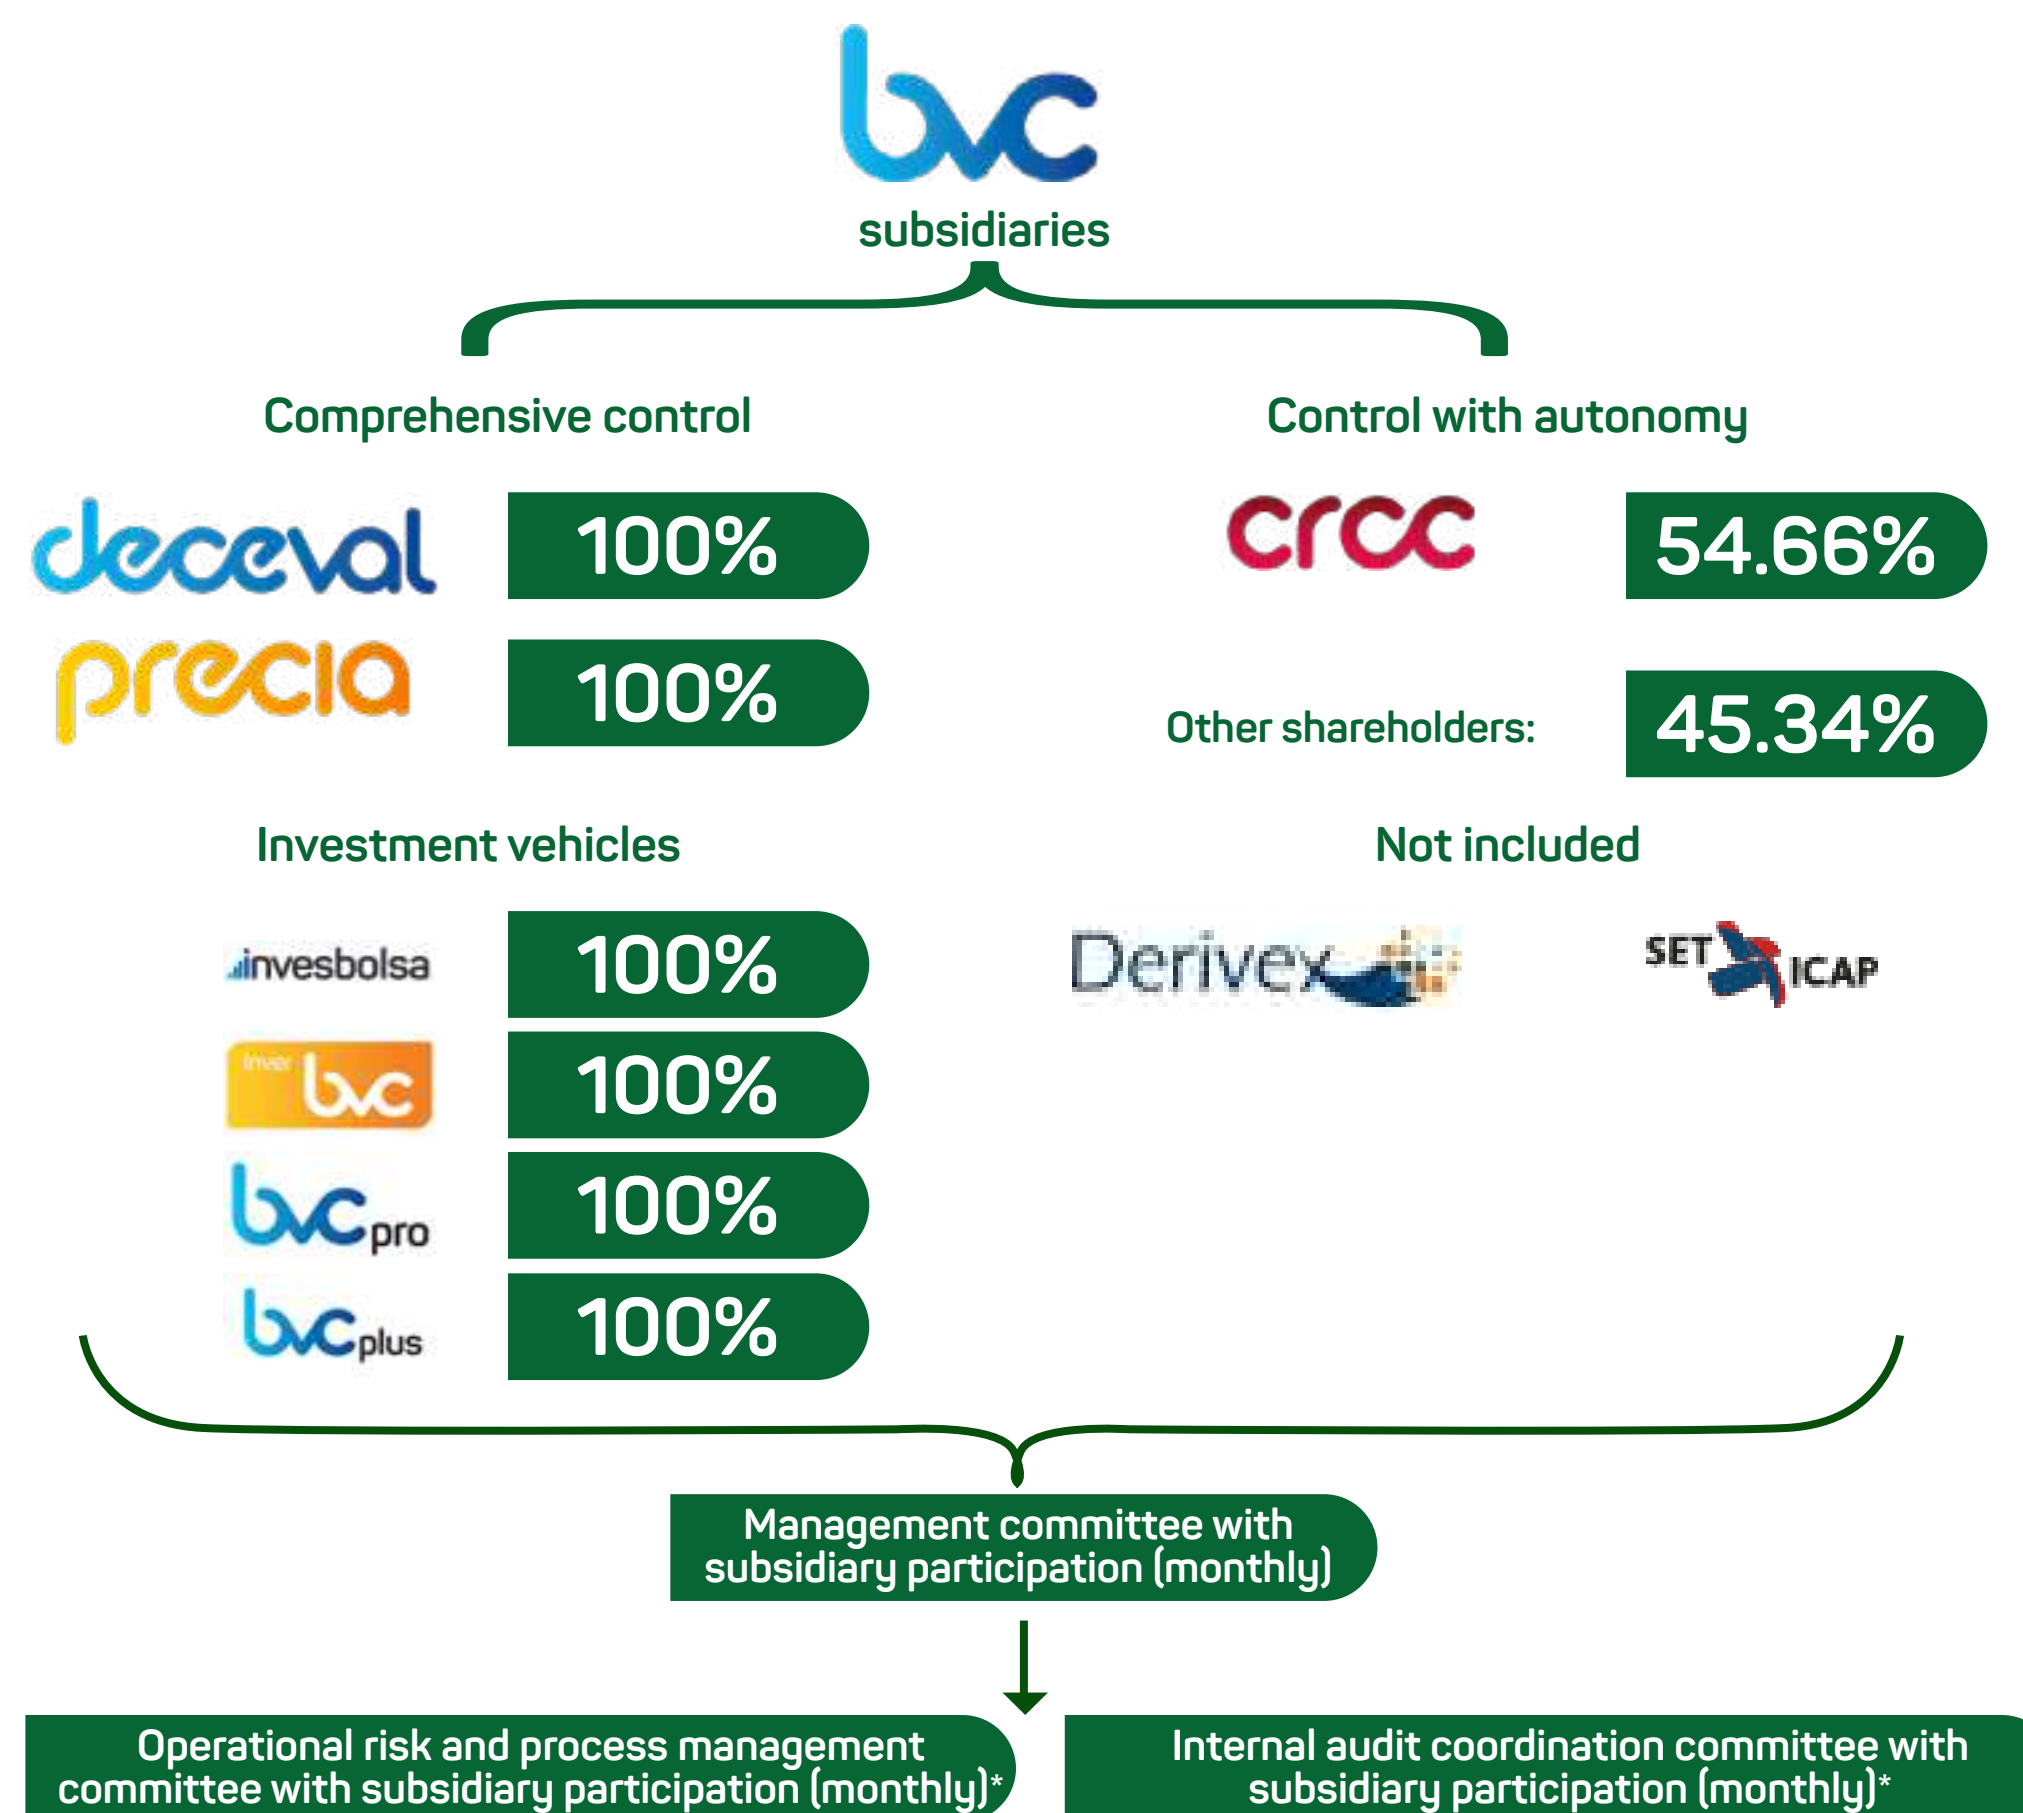 bvc
subsidiaries
Comprehensive control
deceval 100%
precia 100%
Control with autonomy
crcc 54.66%
Other shareholders: 45.34%
Investment vehicles
invesbolsa 100%
inver bvc 100%
bvc pro 100%
bvc plus 100%
Not included
Derivex SET ICAP
Management committee with
subsidiary participation (monthly)
Operational risk and process management
committee with subsidiary participation (monthly)*
Internal audit coordination committee with
subsidiary participation (monthly)*